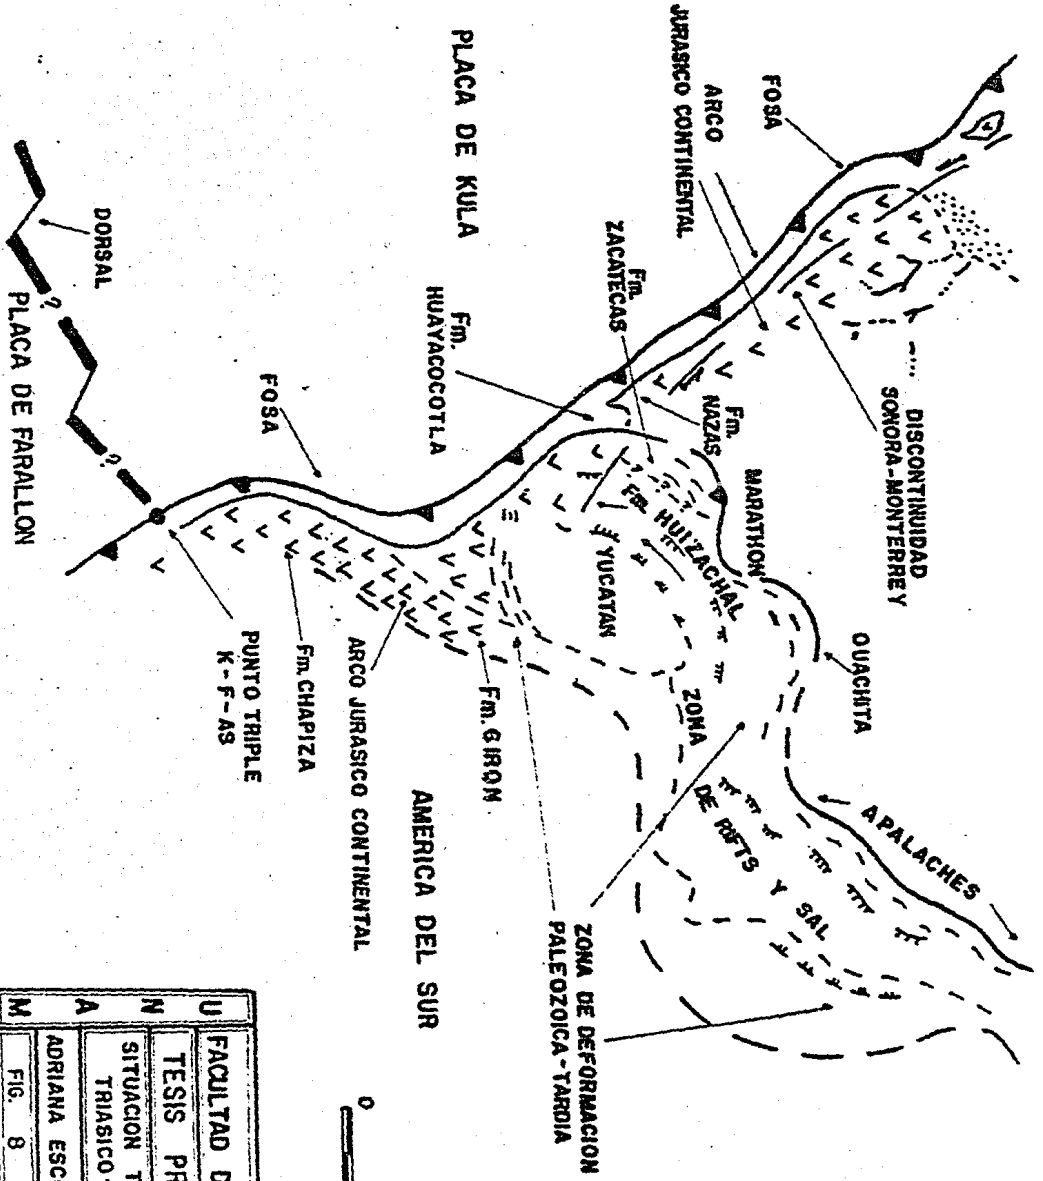 APALACHES
OUACHITA
DISCONTINUIDAD
SONORA-MONTERREY
MARATHON
Fm.
NAZAS
FOSA
ARCO
JURASICO CONTINENTAL
Fm.
ZACATECAS
Fm. HUIZACHAL
YUCATAN
ZONA
DE RIFTS Y SAL
ZONA DE DEFORMACION
PALEOZOICA-TARDIA
PLACA DE KULA
Fm.
HUAYACOCOTLA
Fm. GIRON
AMERICA DEL SUR
ARCO JURASICO CONTINENTAL
Fm. CHAPIZA
FOSA
PUNTO TRIPLE
K-F-AS
DORSAL
?
?
PLACA DE FARALLON
0
U N A M
FACULTAD D
TESIS PR
SITUACION T
TRIASICO-
ADRIANA ESC
FIG. 8